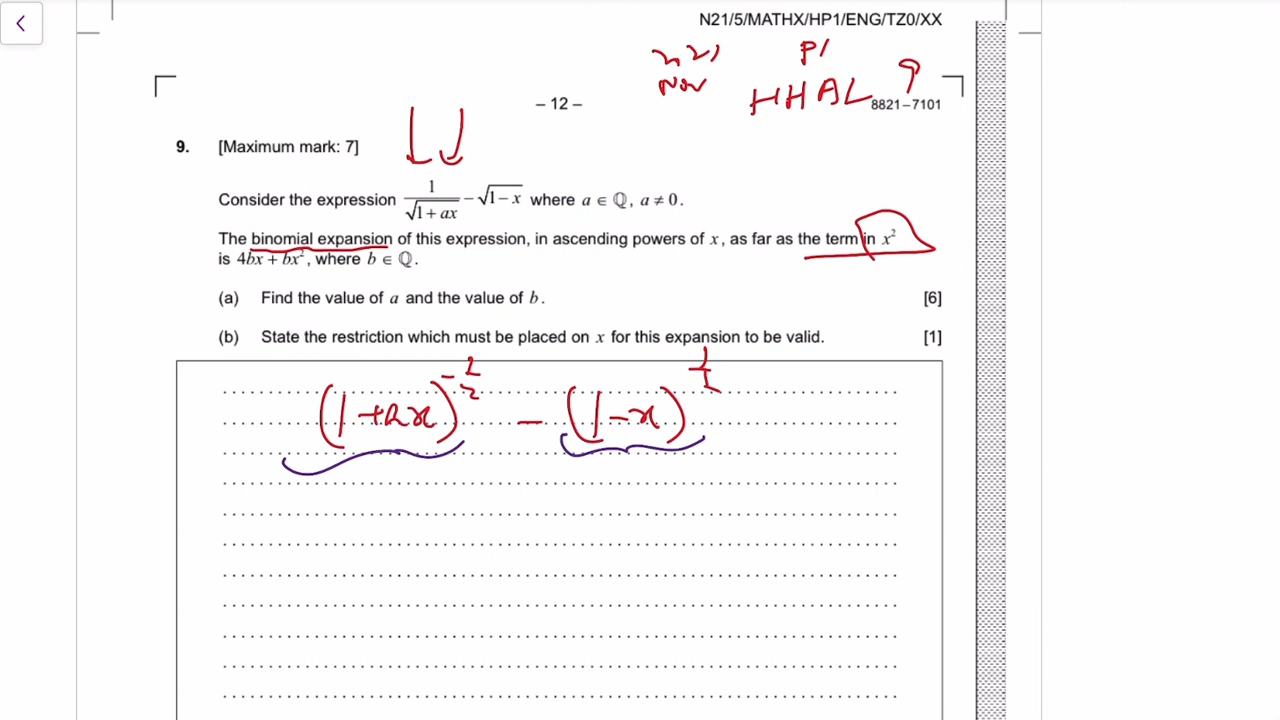 N21/5/MATHX/HP1/ENG/TZ0/XX
P1
Nov
HHAL
– 12 –
8821–7101
9. [Maximum mark: 7]
Consider the expression 1/√(1 + ax) − √(1 − x) where a ∈ ℚ, a ≠ 0.
The binomial expansion of this expression, in ascending powers of x, as far as the term in x²
is 4bx + bx², where b ∈ ℚ.
(a) Find the value of a and the value of b. [6]
(b) State the restriction which must be placed on x for this expansion to be valid. [1]
(1 + ax)^(−1/2) − (1 − x)^(1/2)